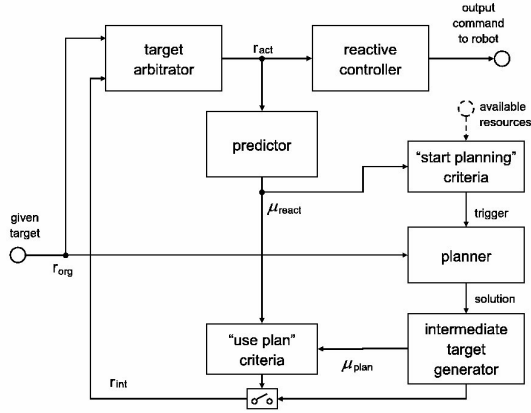 output
command
to robot
target
arbitrator
r_act
reactive
controller
available
resources
predictor
"start planning"
criteria
μ_react
trigger
given
target
r_org
planner
solution
"use plan"
criteria
μ_plan
intermediate
target
generator
r_int